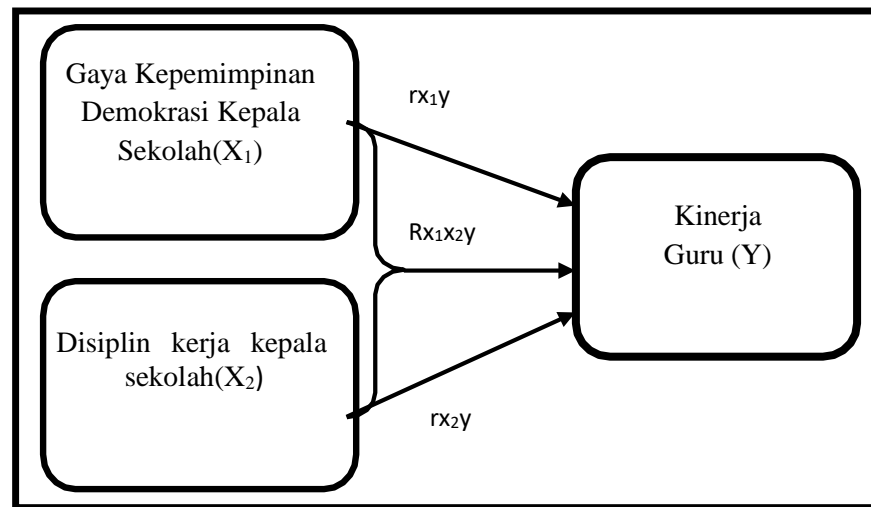 Gaya Kepemimpinan
Demokrasi Kepala
Sekolah(X₁)
rx₁y
Rx₁x₂y
Kinerja
Guru (Y)
Disiplin kerja kepala
sekolah(X₂)
rx₂y